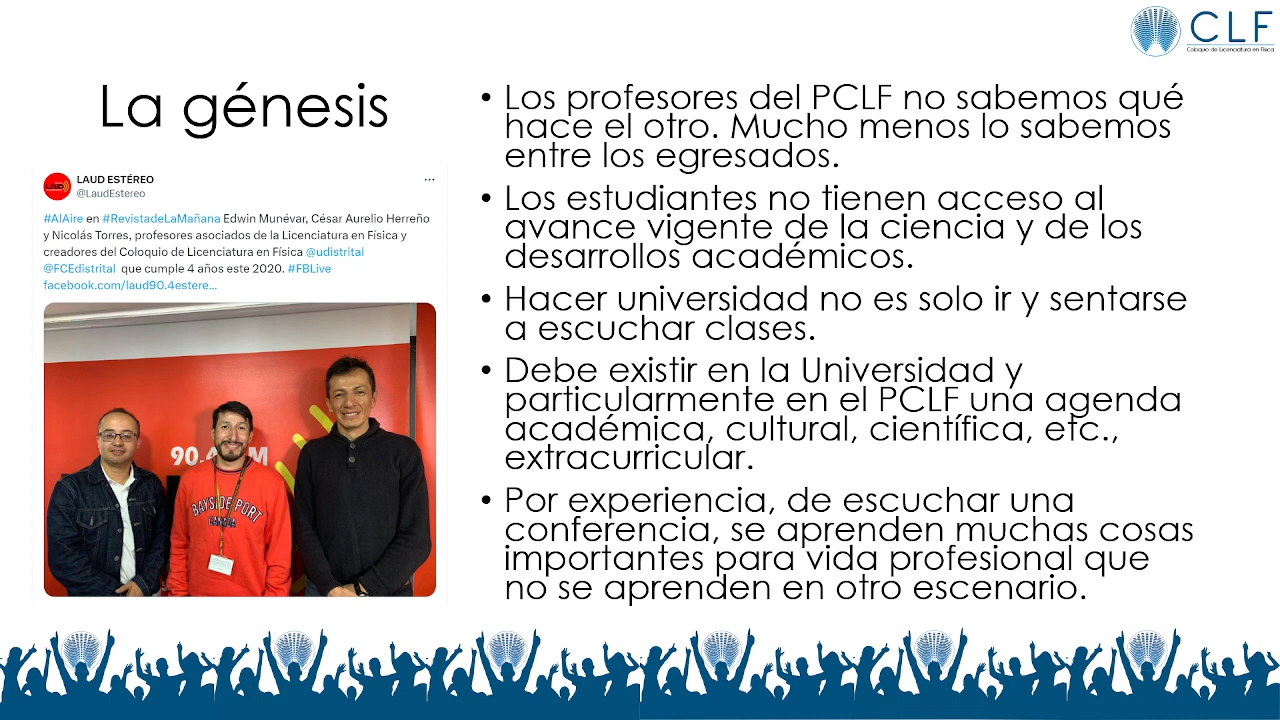 CLF
Coloquio de Licenciatura en Física
La génesis
LAUD ESTÉREO
@LaudEstereo
#AlAire en #RevistadeLaMañana Edwin Munévar, César Aurelio Herreño
y Nicolás Torres, profesores asociados de la Licenciatura en Física y
creadores del Coloquio de Licenciatura en Física @udistrital
@FCEdistrital que cumple 4 años este 2020. #FBLive
facebook.com/laud90.4estere...
LAUD
90.4
M
BAYSIDE PORT
CANADA
• Los profesores del PCLF no sabemos qué
hace el otro. Mucho menos lo sabemos
entre los egresados.
• Los estudiantes no tienen acceso al
avance vigente de la ciencia y de los
desarrollos académicos.
• Hacer universidad no es solo ir y sentarse
a escuchar clases.
• Debe existir en la Universidad y
particularmente en el PCLF una agenda
académica, cultural, científica, etc.,
extracurricular.
• Por experiencia, de escuchar una
conferencia, se aprenden muchas cosas
importantes para vida profesional que
no se aprenden en otro escenario.